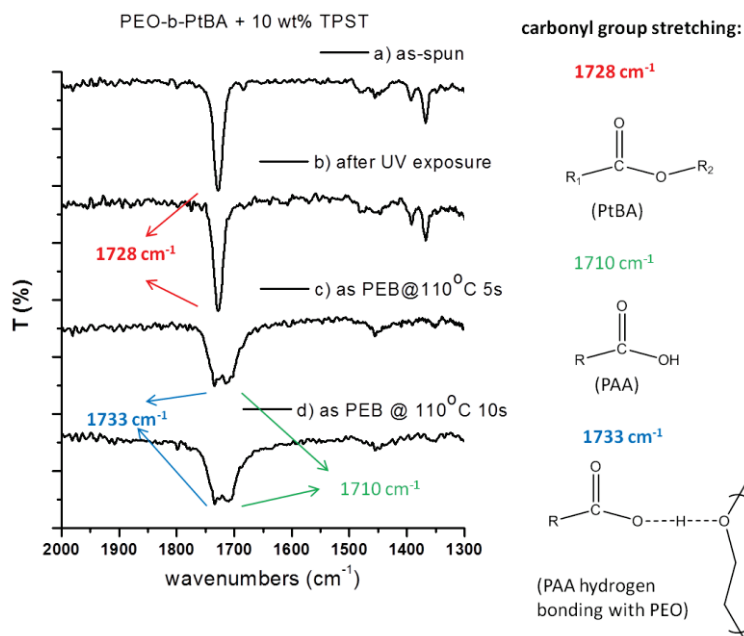 PEO-b-PtBA + 10 wt% TPST
a) as-spun
b) after UV exposure
1728 cm⁻¹
c) as PEB@110°C 5s
1733 cm⁻¹
d) as PEB @ 110°C 10s
1710 cm⁻¹
T (%)
2000 1900 1800 1700 1600 1500 1400 1300
wavenumbers (cm⁻¹)
carbonyl group stretching:
1728 cm⁻¹
O
R₁ C O R₂
(PtBA)
1710 cm⁻¹
O
R C OH
(PAA)
1733 cm⁻¹
O
R C O H O
(PAA hydrogen
bonding with PEO)